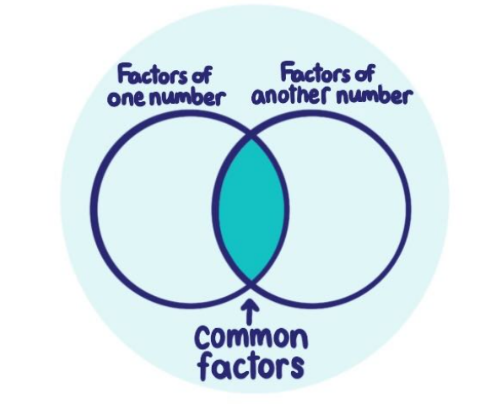 Factors of
one number
Factors of
another number
Common
factors